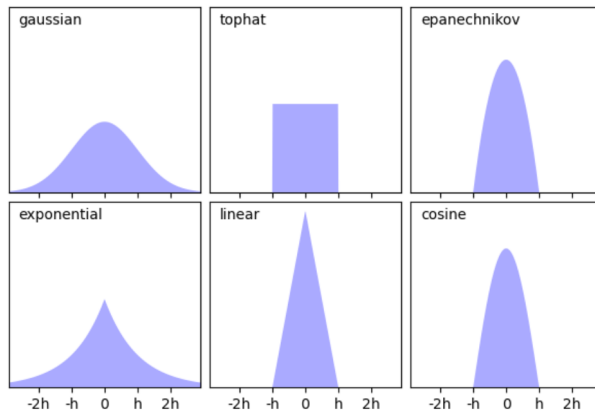 gaussian
tophat
epanechnikov
exponential
linear
cosine
-2h -h 0 h 2h
-2h -h 0 h 2h
-2h -h 0 h 2h